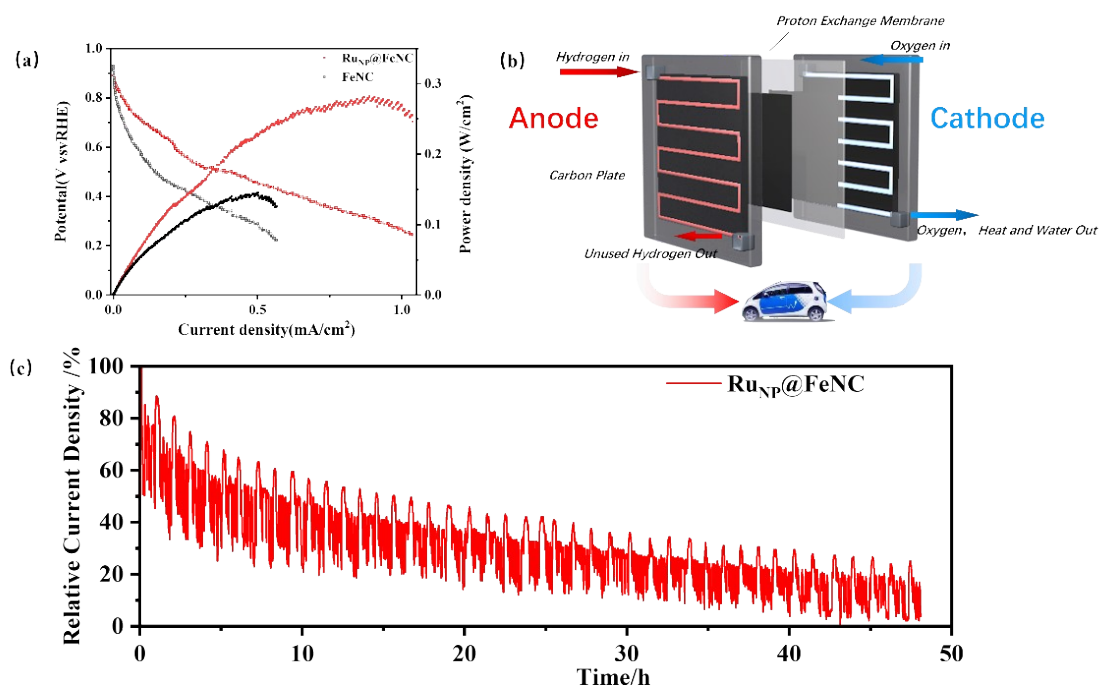 (a)
1.0
0.8
0.6
0.4
0.2
0.0
Potential(V vsvRHE
RuNP@FeNC
FeNC
0.3
0.2
0.1
0.0
Power density (W/cm2)
0.0
0.5
1.0
Current density(mA/cm2)
(b)
Proton Exchange Membrane
Hydrogen in
Oxygen in
Anode
Cathode
Carbon Plate
Unused Hydrogen Out
Oxygen, Heat and Water Out
(c)
100
80
60
40
20
0
Relative Current Density /%
RuNP@FeNC
0
10
20
30
40
50
Time/h